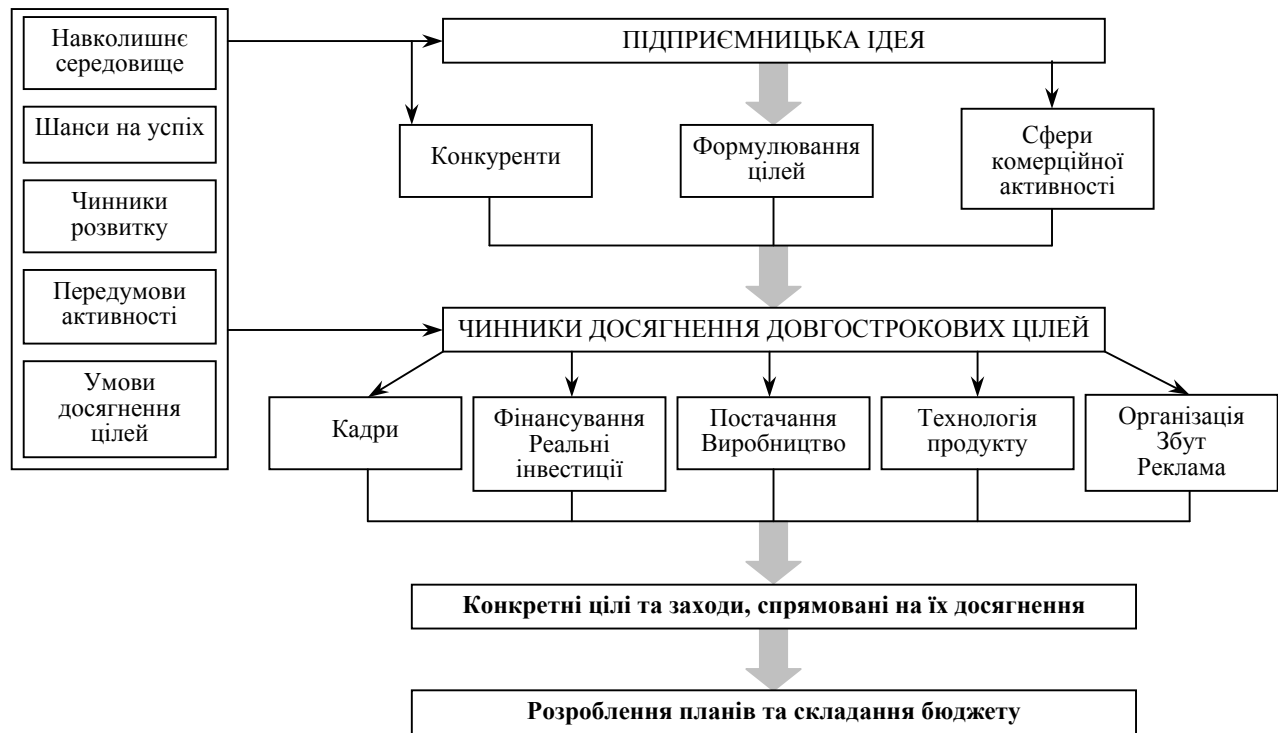 Навколишнє
середовище
Шанси на успіх
Чинники
розвитку
Передумови
активності
Умови
досягнення
цілей
ПІДПРИЄМНИЦЬКА ІДЕЯ
Конкуренти
Формулювання
цілей
Сфери
комерційної
активності
ЧИННИКИ ДОСЯГНЕННЯ ДОВГОСТРОКОВИХ ЦІЛЕЙ
Кадри
Фінансування
Реальні
інвестиції
Постачання
Виробництво
Технологія
продукту
Організація
Збут
Реклама
Конкретні цілі та заходи, спрямовані на їх досягнення
Розроблення планів та складання бюджету